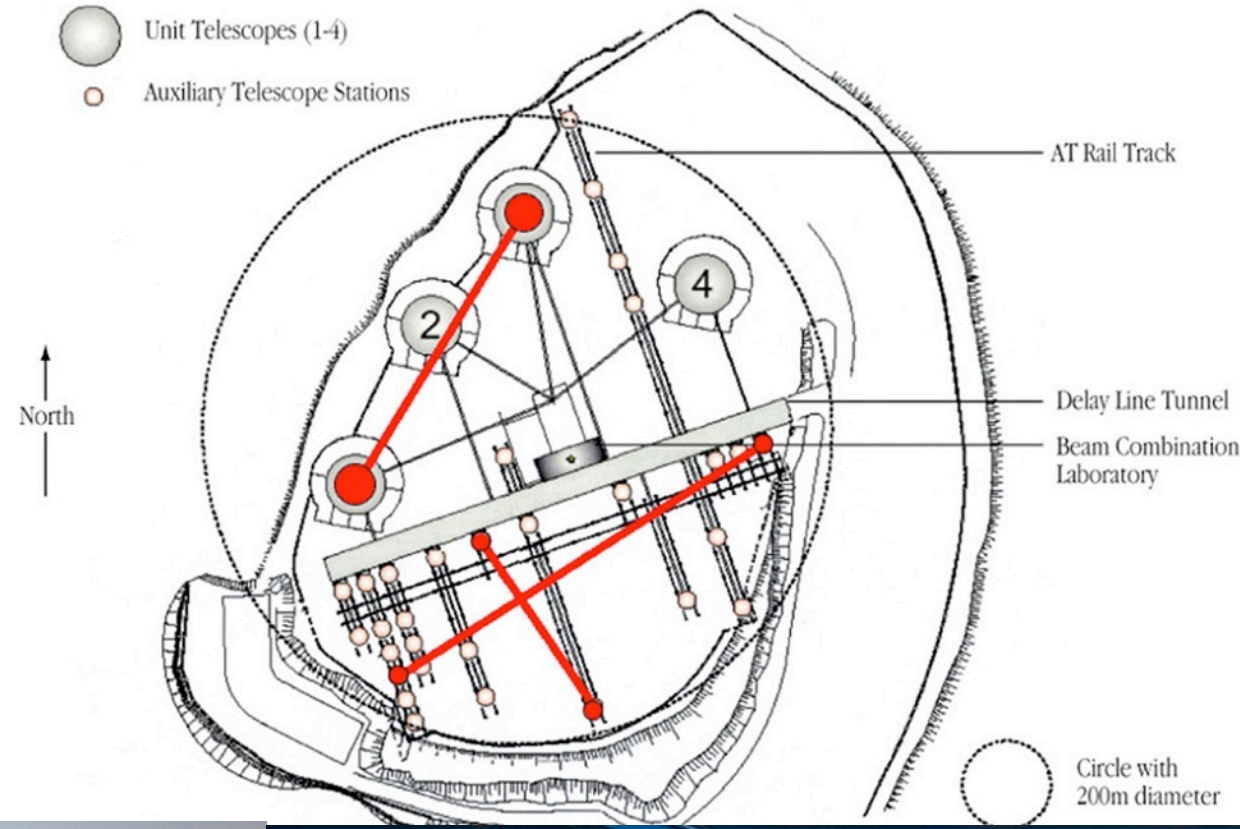 Unit Telescopes (1-4)
Auxiliary Telescope Stations
AT Rail Track
2
4
North
Delay Line Tunnel
Beam Combination
Laboratory
Circle with
200m diameter